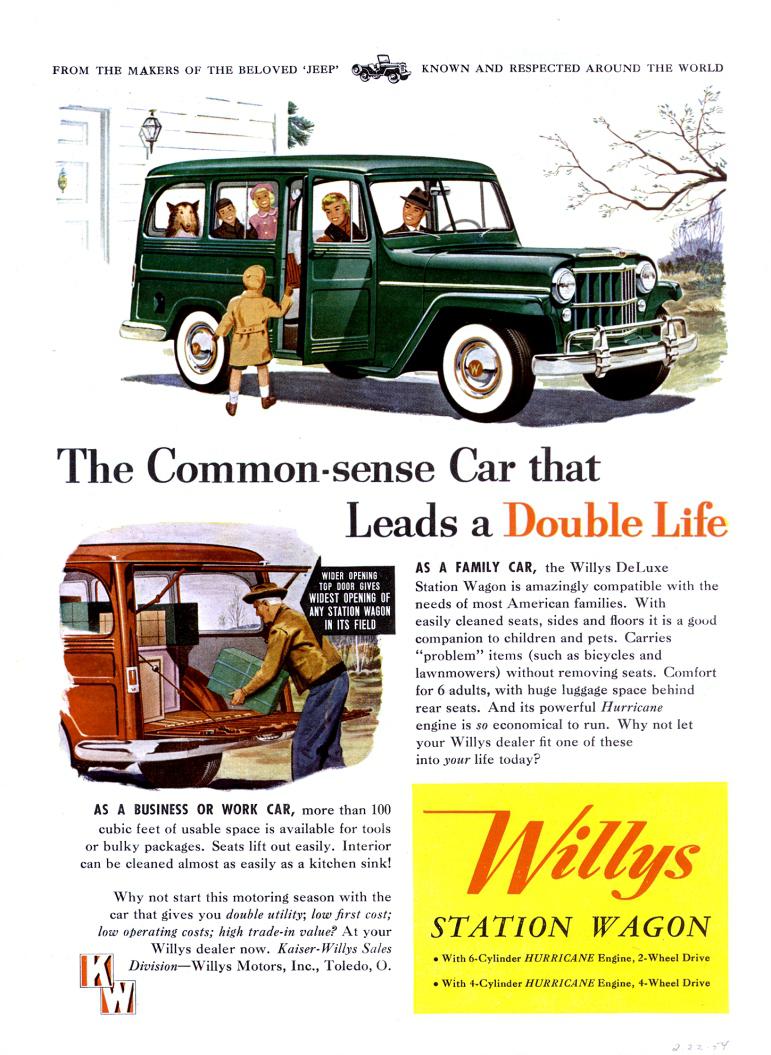 FROM THE MAKERS OF THE BELOVED 'JEEP' KNOWN AND RESPECTED AROUND THE WORLD
W
The Common-sense Car that
Leads a Double Life
WIDER OPENING
TOP DOOR GIVES
WIDEST OPENING OF
ANY STATION WAGON
IN ITS FIELD
AS A FAMILY CAR, the Willys DeLuxe
Station Wagon is amazingly compatible with the
needs of most American families. With
easily cleaned seats, sides and floors it is a good
companion to children and pets. Carries
"problem" items (such as bicycles and
lawnmowers) without removing seats. Comfort
for 6 adults, with huge luggage space behind
rear seats. And its powerful Hurricane
engine is so economical to run. Why not let
your Willys dealer fit one of these
into your life today?
AS A BUSINESS OR WORK CAR, more than 100
cubic feet of usable space is available for tools
or bulky packages. Seats lift out easily. Interior
can be cleaned almost as easily as a kitchen sink!
Why not start this motoring season with the
car that gives you double utility; low first cost;
low operating costs; high trade-in value? At your
Willys dealer now. Kaiser-Willys Sales
Division—Willys Motors, Inc., Toledo, O.
KW
Willys
STATION WAGON
• With 6-Cylinder HURRICANE Engine, 2-Wheel Drive
• With 4-Cylinder HURRICANE Engine, 4-Wheel Drive
2-22-54